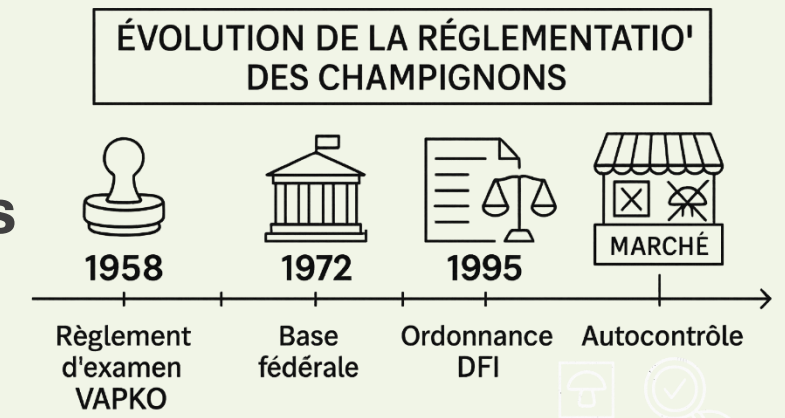 ÉVOLUTION DE LA RÉGLEMENTATIO'
DES CHAMPIGNONS
s
MARCHÉ
1958
1972
1995
Règlement
d'examen
VAPKO
Base
fédérale
Ordonnance
DFI
Autocontrôle